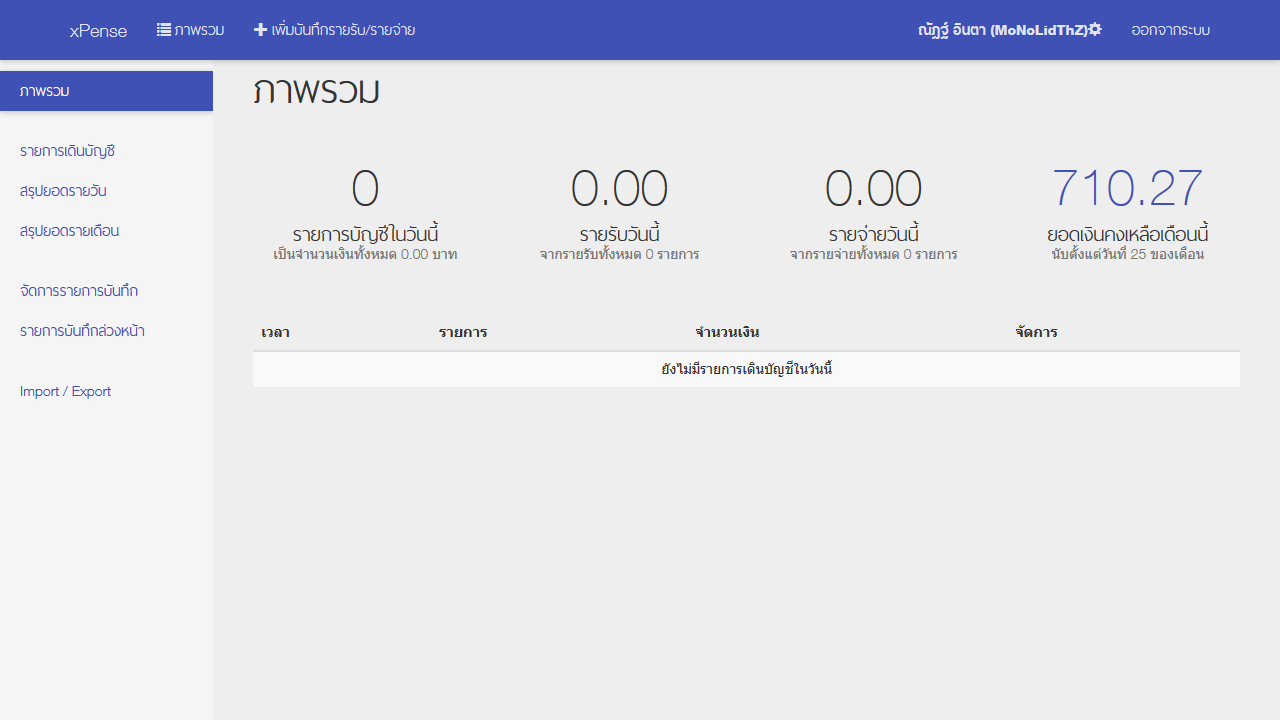 xPense ภาพรวม เพิ่มบันทึกรายรับ/รายจ่าย ณัฏฐ์ อินตา (MoNoLidThZ) ออกจากระบบ
ภาพรวม
รายการเดินบัญชี
สรุปยอดรายวัน
สรุปยอดรายเดือน
จัดการรายการบันทึก
รายการบันทึกล่วงหน้า
Import / Export
ภาพรวม
0
รายการบัญชีในวันนี้
เป็นจำนวนเงินทั้งหมด 0.00 บาท
0.00
รายรับวันนี้
จากรายรับทั้งหมด 0 รายการ
0.00
รายจ่ายวันนี้
จากรายจ่ายทั้งหมด 0 รายการ
710.27
ยอดเงินคงเหลือเดือนนี้
นับตั้งแต่วันที่ 25 ของเดือน
เวลา รายการ จำนวนเงิน จัดการ
ยังไม่มีรายการเดินบัญชีในวันนี้